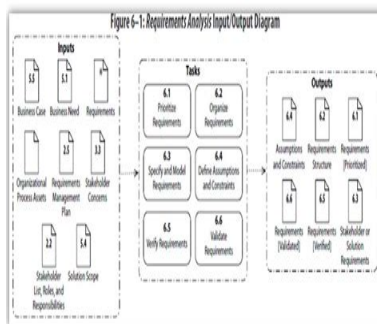 Figure 6–1: Requirements Analysis Input/Output Diagram
Inputs
5.5
Business Case
5.1
Business Need
Requirements
Organizational
Process Assets
2.5
Requirements
Management
Plan
3.3
Stakeholder
Concerns
2.2
Stakeholder
List, Roles, and
Responsibilities
5.4
Solution Scope
Tasks
6.1
Prioritize
Requirements
6.2
Organize
Requirements
6.3
Specify and Model
Requirements
6.4
Define Assumptions
and Constraints
6.5
Verify Requirements
6.6
Validate
Requirements
Outputs
6.4
Assumptions
and Constraints
6.2
Requirements
Structure
6.1
Requirements
[Prioritized]
6.6
Requirements
[Validated]
6.5
Requirements
[Verified]
6.3
Stakeholder or
Solution
Requirements